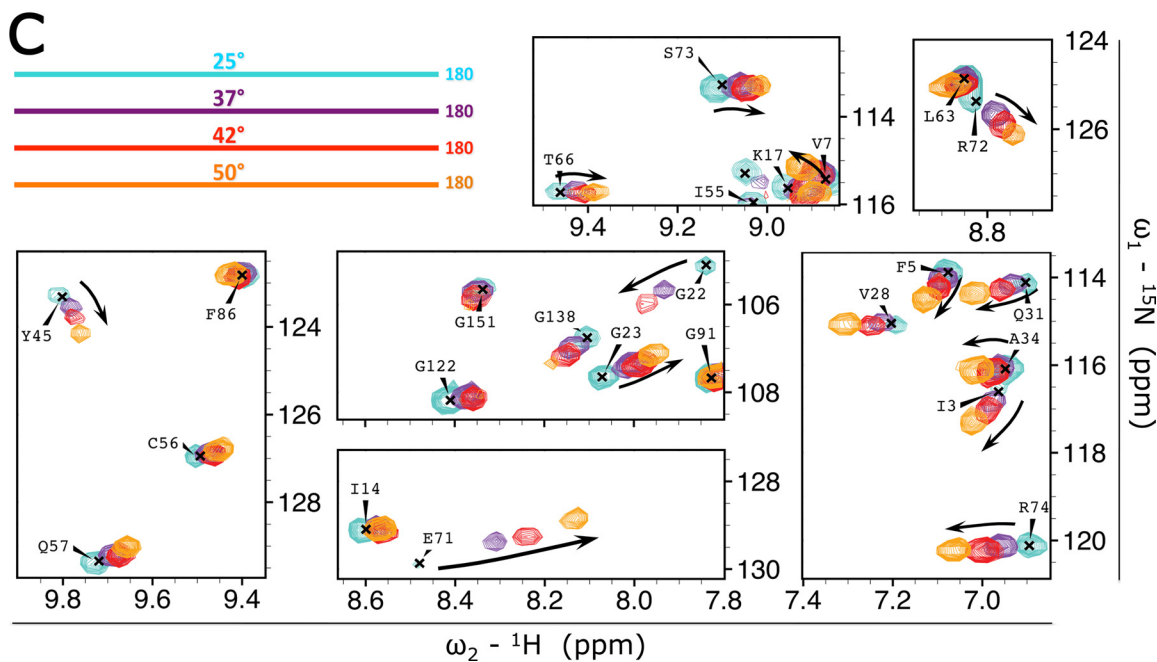 C
25° 180
37° 180
42° 180
50° 180
S73
T66
K17
V7
I55
114
116
9.4 9.2 9.0
L63
R72
124
126
8.8
Y45
F86
C56
Q57
124
126
128
9.8 9.6 9.4
G151
G22
G138
G23
G91
G122
106
108
I14
E71
128
130
8.6 8.4 8.2 8.0 7.8
F5
V28
Q31
A34
I3
R74
114
116
118
120
7.4 7.2 7.0
ω2 - 1H (ppm)
ω1 - 15N (ppm)